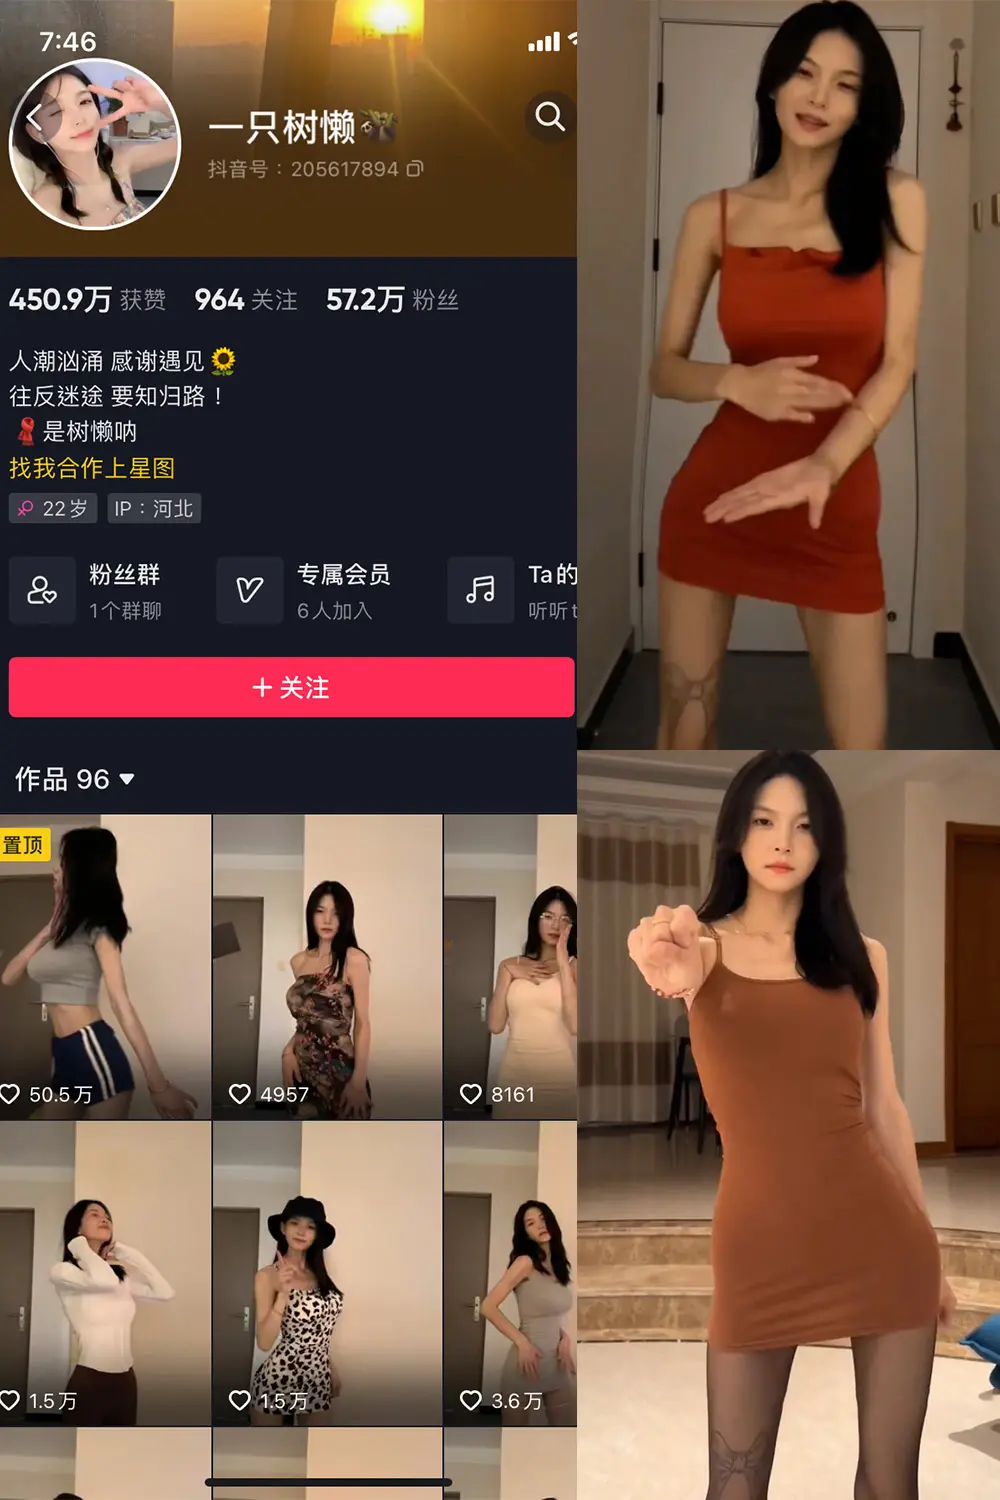 7:46
一只树懒
抖音号：205617894
450.9万 获赞 964 关注 57.2万 粉丝
人潮汹涌 感谢遇见
往反迷途 要知归路！
是树懒呐
找我合作上星图
22岁 IP：河北
粉丝群 专属会员 Ta的
1个群聊 6人加入 听听t
+ 关注
作品 96
置顶
50.5万 4957 8161
1.5万 1.5万 3.6万